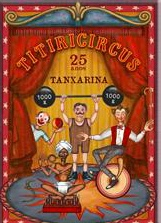 TITIRICIRCUS
25
anos
TANXARINA
1000
G
1000
G